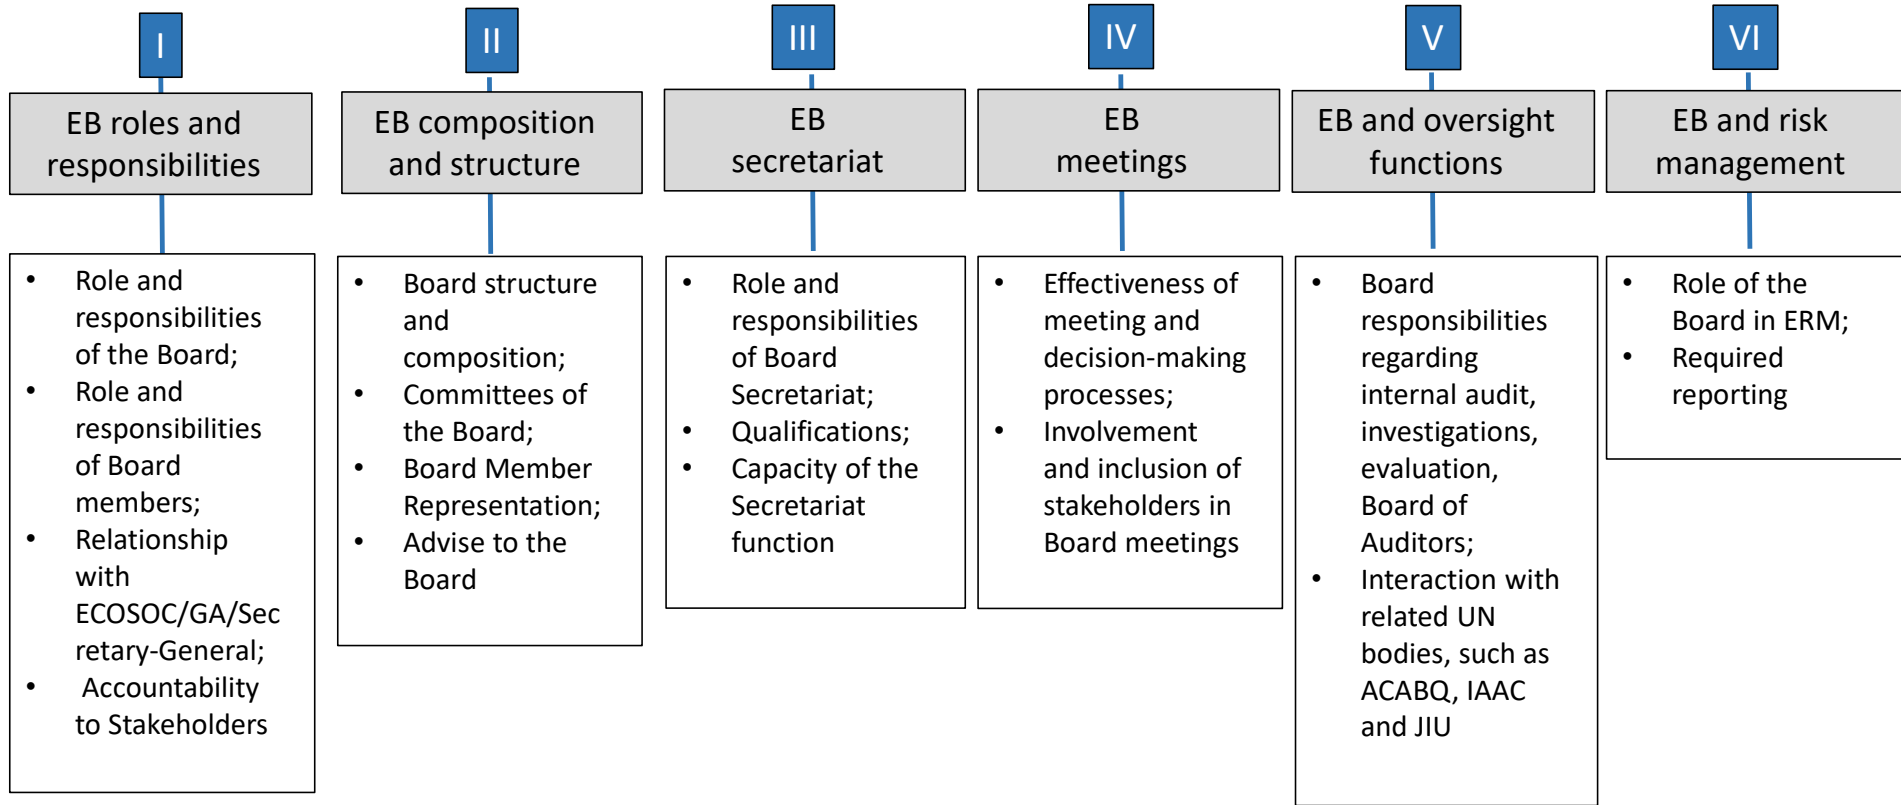 I
EB roles and
responsibilities
• Role and
responsibilities
of the Board;
• Role and
responsibilities
of Board
members;
• Relationship
with
ECOSOC/GA/Sec
retary-General;
• Accountability
to Stakeholders
II
EB composition
and structure
• Board structure
and
composition;
• Committees of
the Board;
• Board Member
Representation;
• Advise to the
Board
III
EB
secretariat
• Role and
responsibilities
of Board
Secretariat;
• Qualifications;
• Capacity of the
Secretariat
function
IV
EB
meetings
• Effectiveness of
meeting and
decision-making
processes;
• Involvement
and inclusion of
stakeholders in
Board meetings
V
EB and oversight
functions
• Board
responsibilities
regarding
internal audit,
investigations,
evaluation,
Board of
Auditors;
• Interaction with
related UN
bodies, such as
ACABQ, IAAC
and JIU
VI
EB and risk
management
• Role of the
Board in ERM;
• Required
reporting